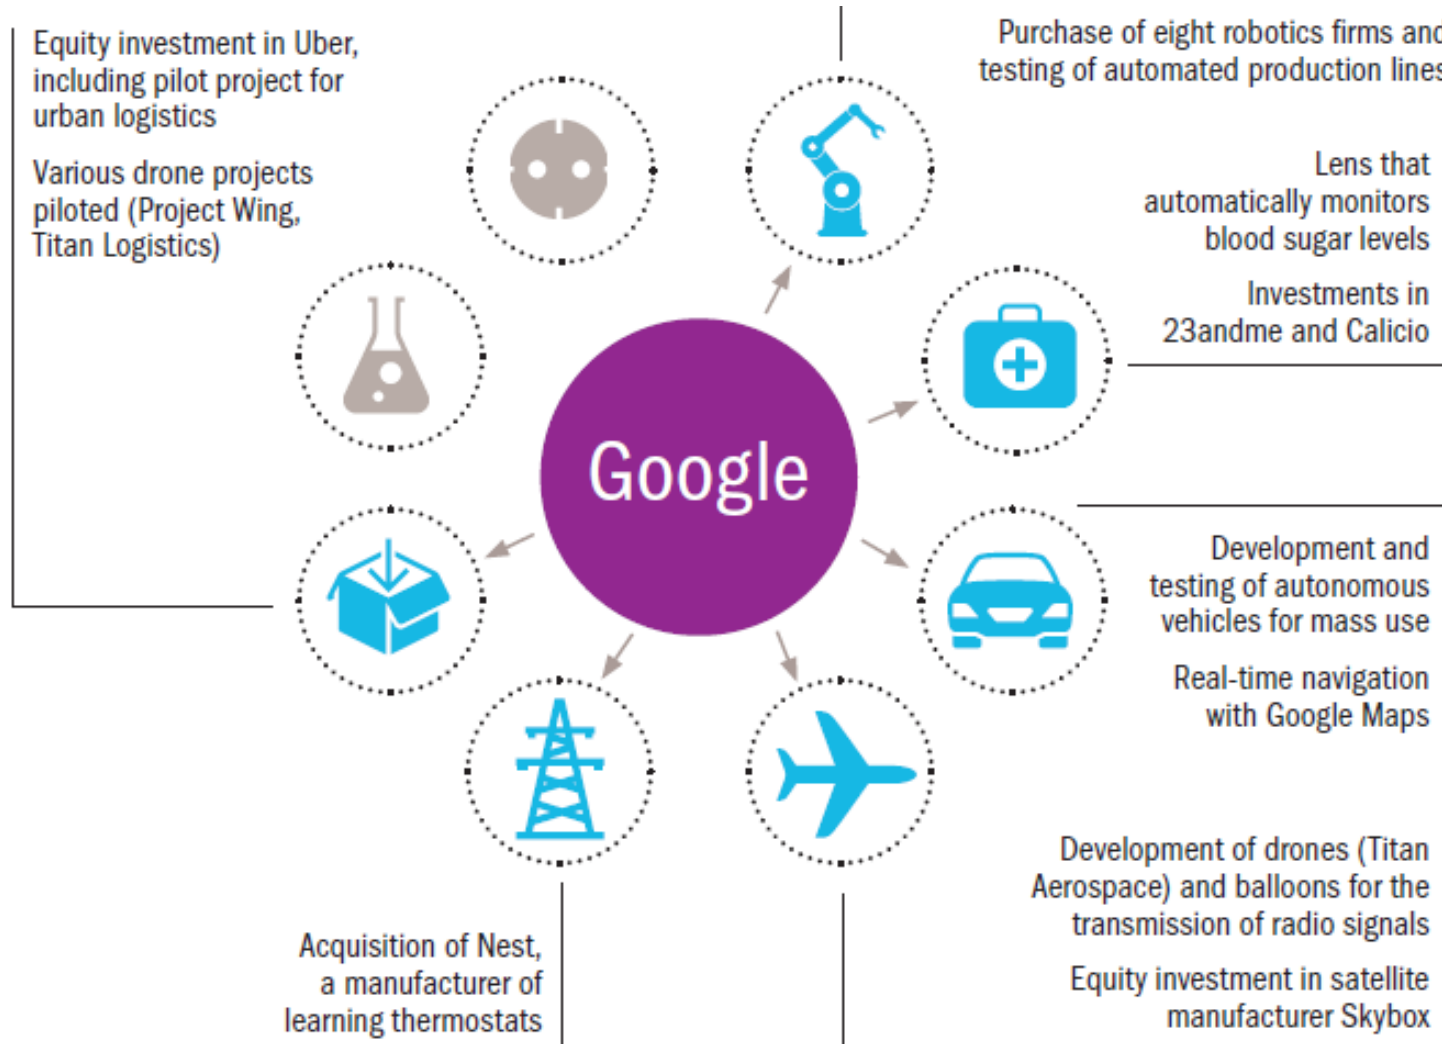 Equity investment in Uber,
including pilot project for
urban logistics
Various drone projects
piloted (Project Wing,
Titan Logistics)
Purchase of eight robotics firms and
testing of automated production lines
Lens that
automatically monitors
blood sugar levels
Investments in
23andme and Calicio
Google
Development and
testing of autonomous
vehicles for mass use
Real-time navigation
with Google Maps
Development of drones (Titan
Aerospace) and balloons for the
transmission of radio signals
Equity investment in satellite
manufacturer Skybox
Acquisition of Nest,
a manufacturer of
learning thermostats